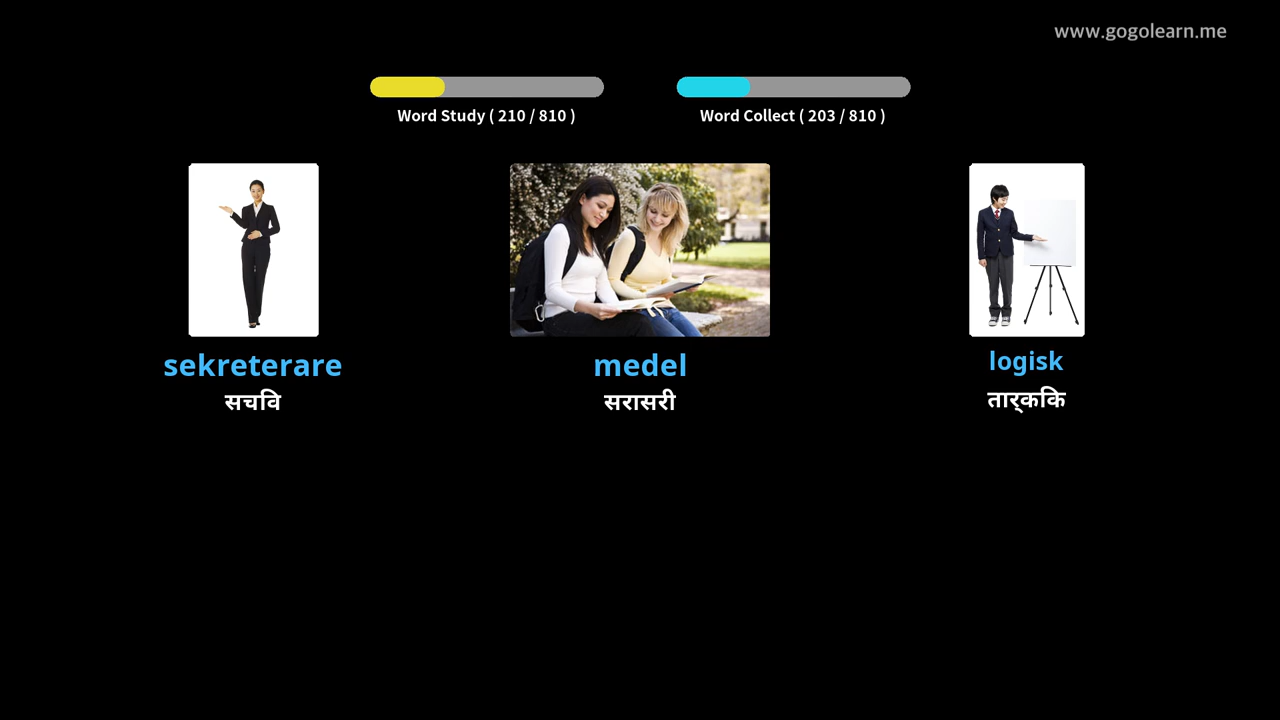 www.gogolearn.me
Word Study ( 210 / 810 )
Word Collect ( 203 / 810 )
sekreterare
सचिव
medel
सरासरी
logisk
तार्किक